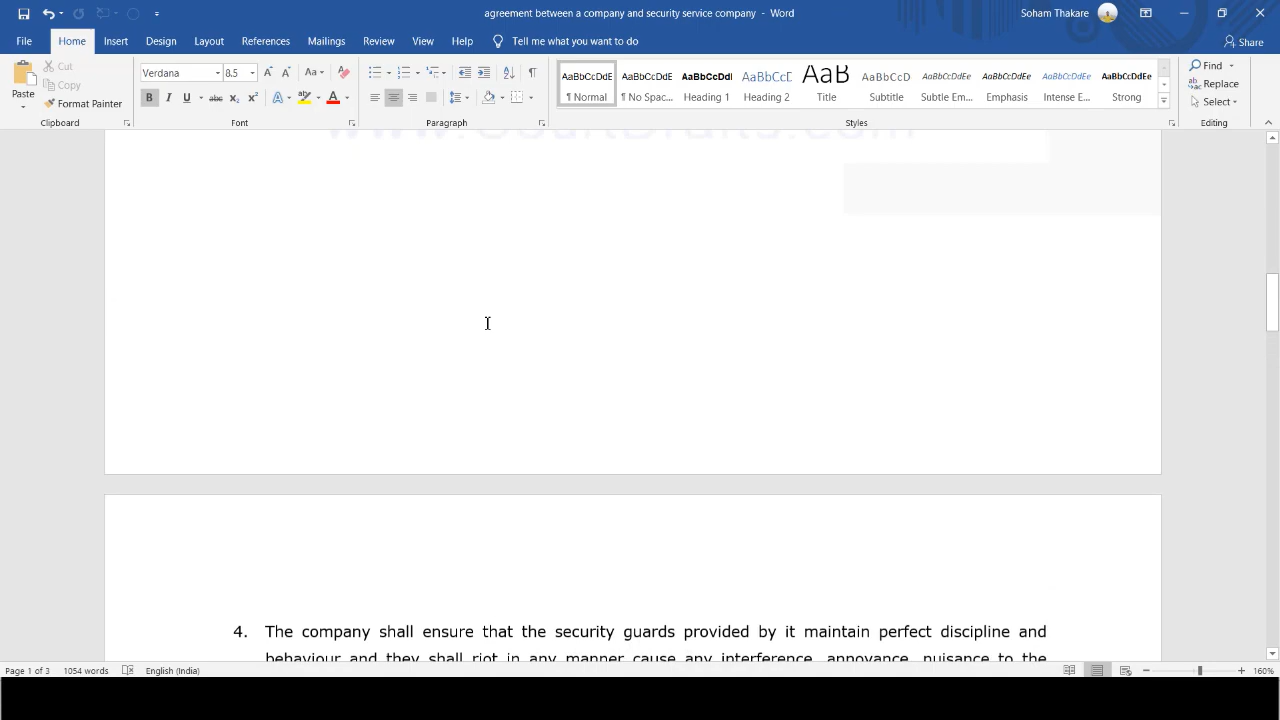 agreement between a company and security service company - Word
Soham Thakare
File Home Insert Design Layout References Mailings Review View Help Tell me what you want to do Share
Paste
Cut
Copy
Format Painter
Clipboard
Verdana 8.5
Font
Paragraph
AaBbCcDdE AaBbCcDdE AaBbCcDdI AaBbCcE AaB AaBbCcD AaBbCcDdEe AaBbCcDdEe AaBbCcDdEe AaBbCcDdE
¶ Normal ¶ No Spac... Heading 1 Heading 2 Title Subtitle Subtle Em... Emphasis Intense E... Strong
Styles
Find
Replace
Select
Editing
www.CourtDrafts.com
4. The company shall ensure that the security guards provided by it maintain perfect discipline and
behaviour and they shall riot in any manner cause any interference, annoyance, nuisance to the
Page 1 of 3 1054 words English (India) 160%